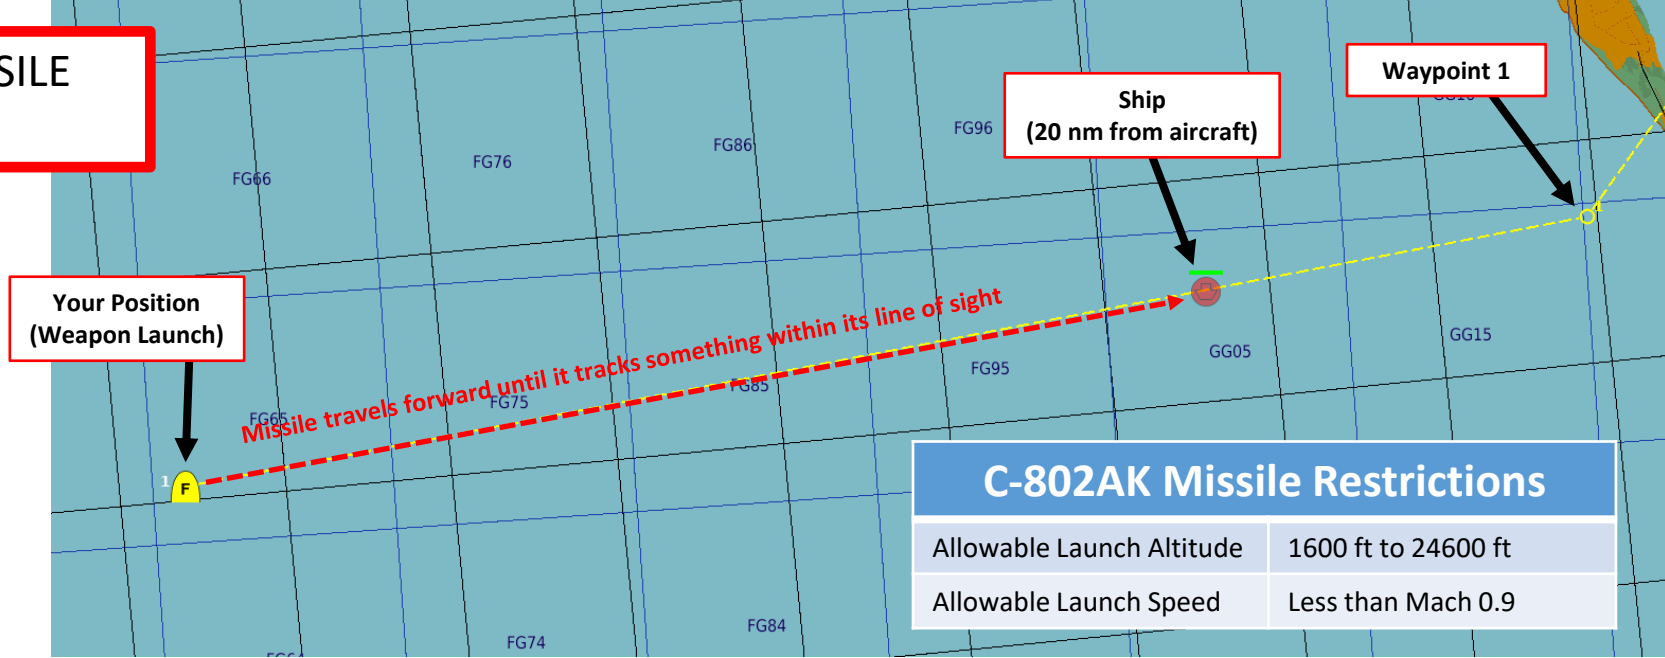 SILE
Waypoint 1
Ship
(20 nm from aircraft)
FG96
FG86
FG76
FG66
Your Position
(Weapon Launch)
Missile travels forward until it tracks something within its line of sight
FG65
FG75
FG85
FG95
GG05
GG15
1
F
1
C-802AK Missile Restrictions
Allowable Launch Altitude 1600 ft to 24600 ft
Allowable Launch Speed Less than Mach 0.9
FG84
FG74